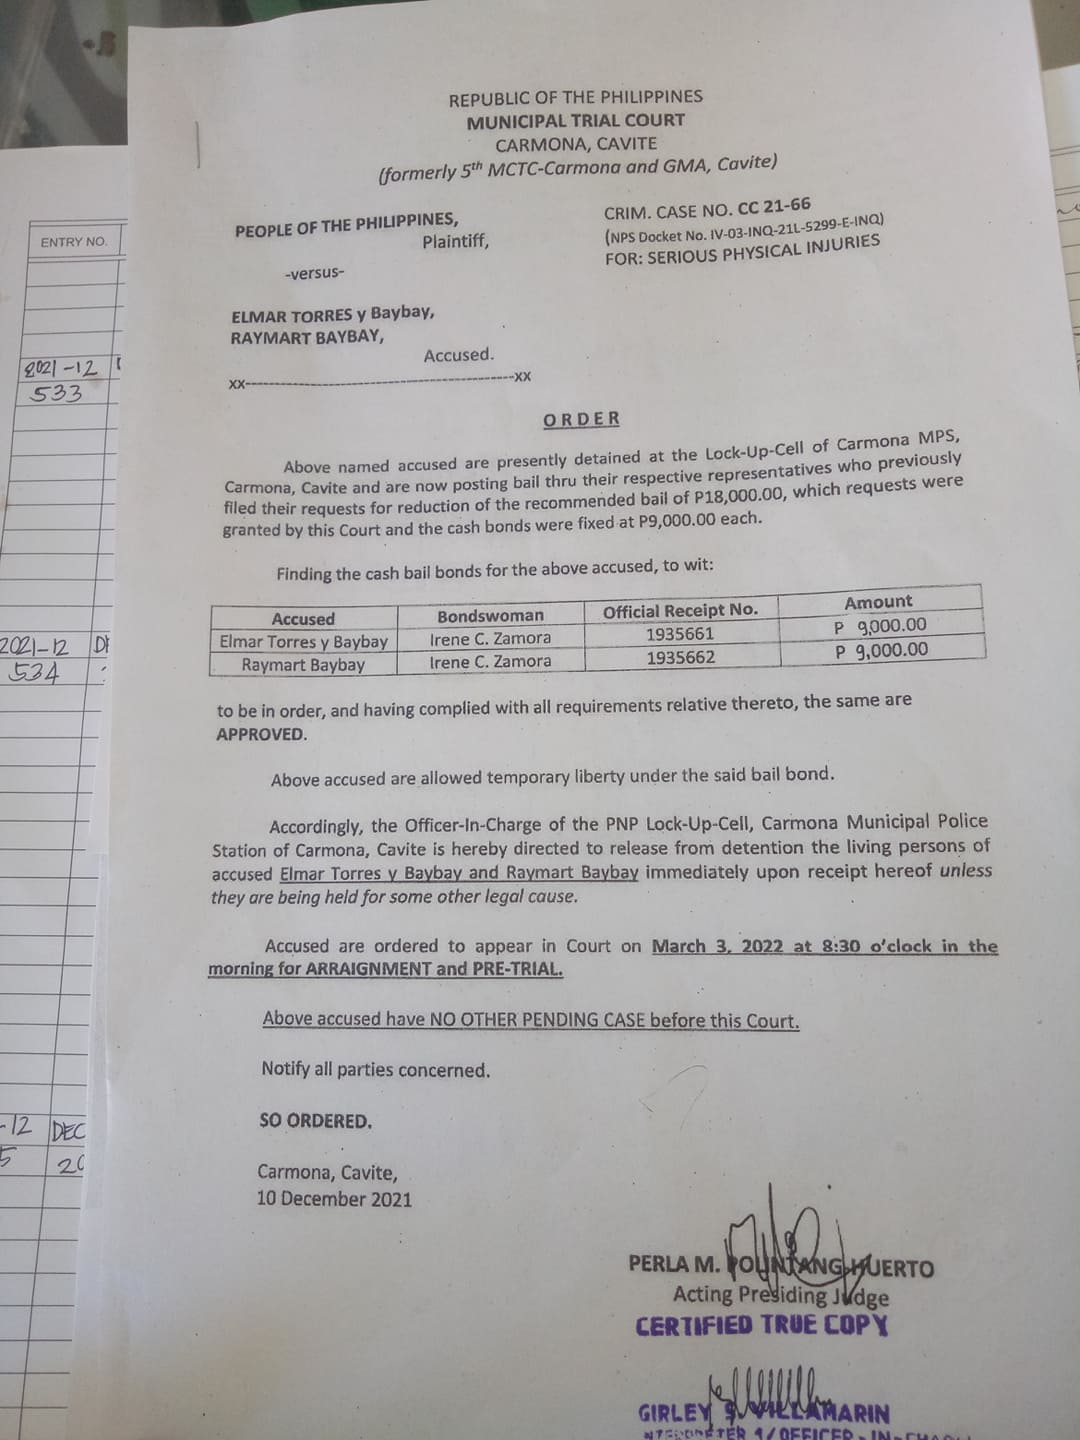 REPUBLIC OF THE PHILIPPINES
MUNICIPAL TRIAL COURT
CARMONA, CAVITE
(formerly 5th MCTC-Carmona and GMA, Cavite)
PEOPLE OF THE PHILIPPINES,
Plaintiff,
-versus-
ELMAR TORRES y Baybay,
RAYMART BAYBAY,
Accused.
xx---------------------------------------------xx
CRIM. CASE NO. CC 21-66
(NPS Docket No. IV-03-INQ-21L-5299-E-INQ)
FOR: SERIOUS PHYSICAL INJURIES
ORDER
Above named accused are presently detained at the Lock-Up-Cell of Carmona MPS,
Carmona, Cavite and are now posting bail thru their respective representatives who previously
filed their requests for reduction of the recommended bail of P18,000.00, which requests were
granted by this Court and the cash bonds were fixed at P9,000.00 each.
Finding the cash bail bonds for the above accused, to wit:
Accused Bondswoman Official Receipt No. Amount
Elmar Torres y Baybay Irene C. Zamora 1935661 P 9,000.00
Raymart Baybay Irene C. Zamora 1935662 P 9,000.00
to be in order, and having complied with all requirements relative thereto, the same are
APPROVED.
Above accused are allowed temporary liberty under the said bail bond.
Accordingly, the Officer-In-Charge of the PNP Lock-Up-Cell, Carmona Municipal Police
Station of Carmona, Cavite is hereby directed to release from detention the living persons of
accused Elmar Torres y Baybay and Raymart Baybay immediately upon receipt hereof unless
they are being held for some other legal cause.
Accused are ordered to appear in Court on March 3, 2022 at 8:30 o'clock in the
morning for ARRAIGNMENT and PRE-TRIAL.
Above accused have NO OTHER PENDING CASE before this Court.
Notify all parties concerned.
SO ORDERED.
Carmona, Cavite,
10 December 2021
PERLA M. HUERTO
Acting Presiding Judge
CERTIFIED TRUE COPY
GIRLEY S. VILLAMARIN
ENTRY NO.
2021-12
533
2021-12
534
-12 DEC
5 20